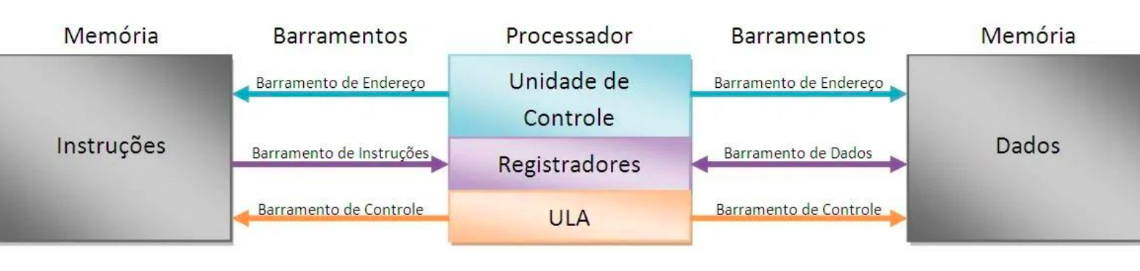 Memória Barramentos Processador Barramentos Memória
Barramento de Endereço Unidade de Controle Barramento de Endereço
Instruções Barramento de Instruções Registradores Barramento de Dados Dados
Barramento de Controle ULA Barramento de Controle